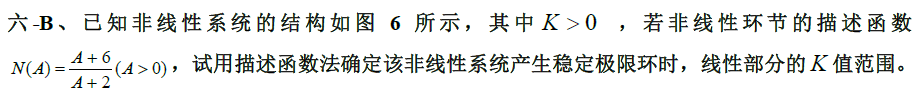 六-B、已知非线性系统的结构如图 6 所示，其中 K > 0 ，若非线性环节的描述函数
N(A) = \frac{A+6}{A+2} (A > 0)，试用描述函数法确定该非线性系统产生稳定极限环时，线性部分的 K 值范围。